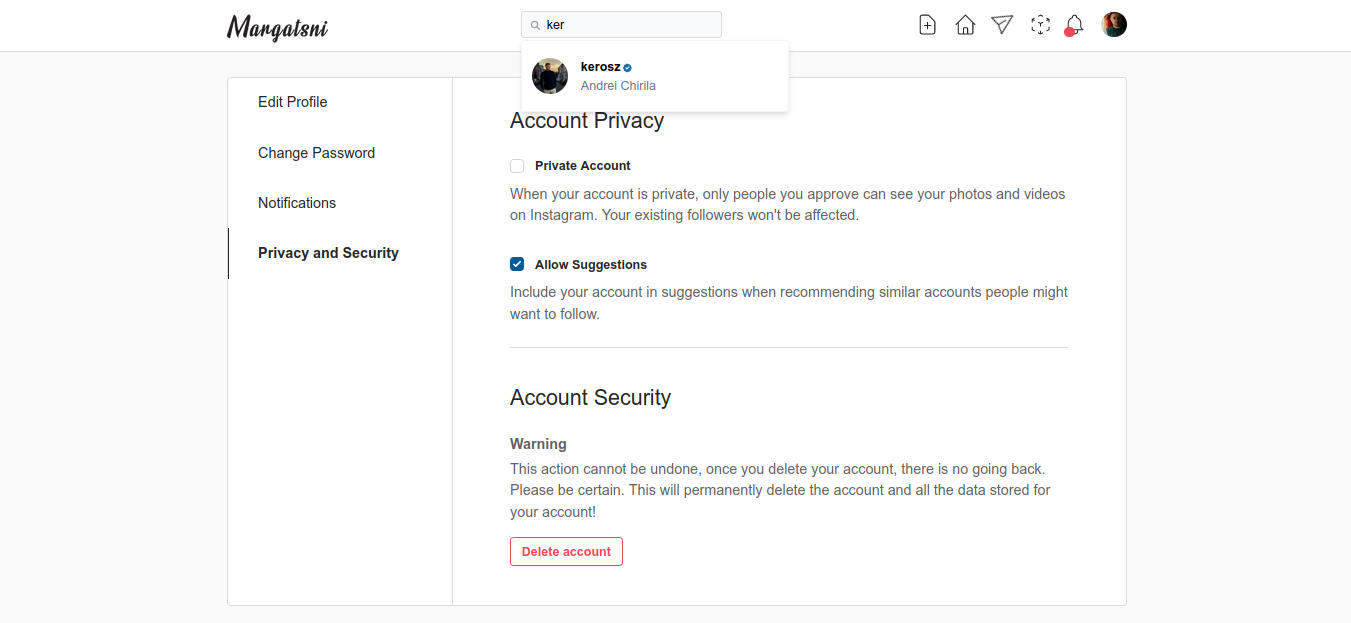 Margatsni
ker
kerosz
Andrei Chirila
Edit Profile
Change Password
Notifications
Privacy and Security
Account Privacy
Private Account
When your account is private, only people you approve can see your photos and videos
on Instagram. Your existing followers won't be affected.
Allow Suggestions
Include your account in suggestions when recommending similar accounts people might
want to follow.
Account Security
Warning
This action cannot be undone, once you delete your account, there is no going back.
Please be certain. This will permanently delete the account and all the data stored for
your account!
Delete account